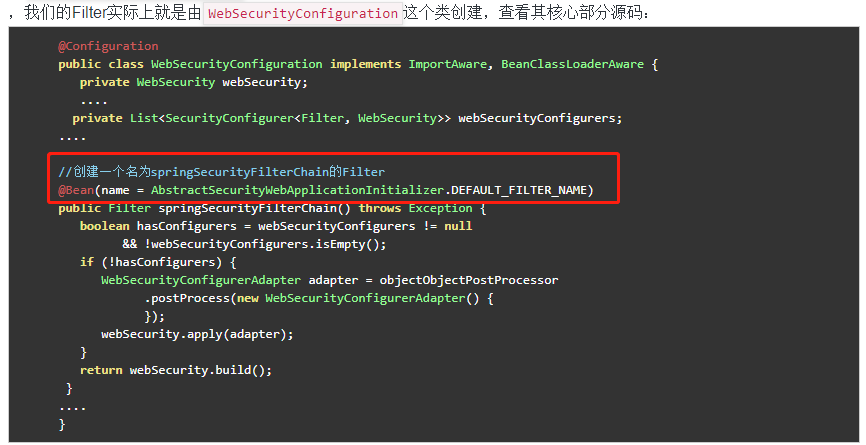 ，我们的Filter实际上就是由 WebSecurityConfiguration 这个类创建，查看其核心部分源码：
@Configuration
public class WebSecurityConfiguration implements ImportAware, BeanClassLoaderAware {
private WebSecurity webSecurity;
....
private List<SecurityConfigurer<Filter, WebSecurity>> webSecurityConfigurers;
....
//创建一个名为springSecurityFilterChain的Filter
@Bean(name = AbstractSecurityWebApplicationInitializer.DEFAULT_FILTER_NAME)
public Filter springSecurityFilterChain() throws Exception {
boolean hasConfigurers = webSecurityConfigurers != null
&& !webSecurityConfigurers.isEmpty();
if (!hasConfigurers) {
WebSecurityConfigurerAdapter adapter = objectObjectPostProcessor
.postProcess(new WebSecurityConfigurerAdapter() {
});
webSecurity.apply(adapter);
}
return webSecurity.build();
}
....
}